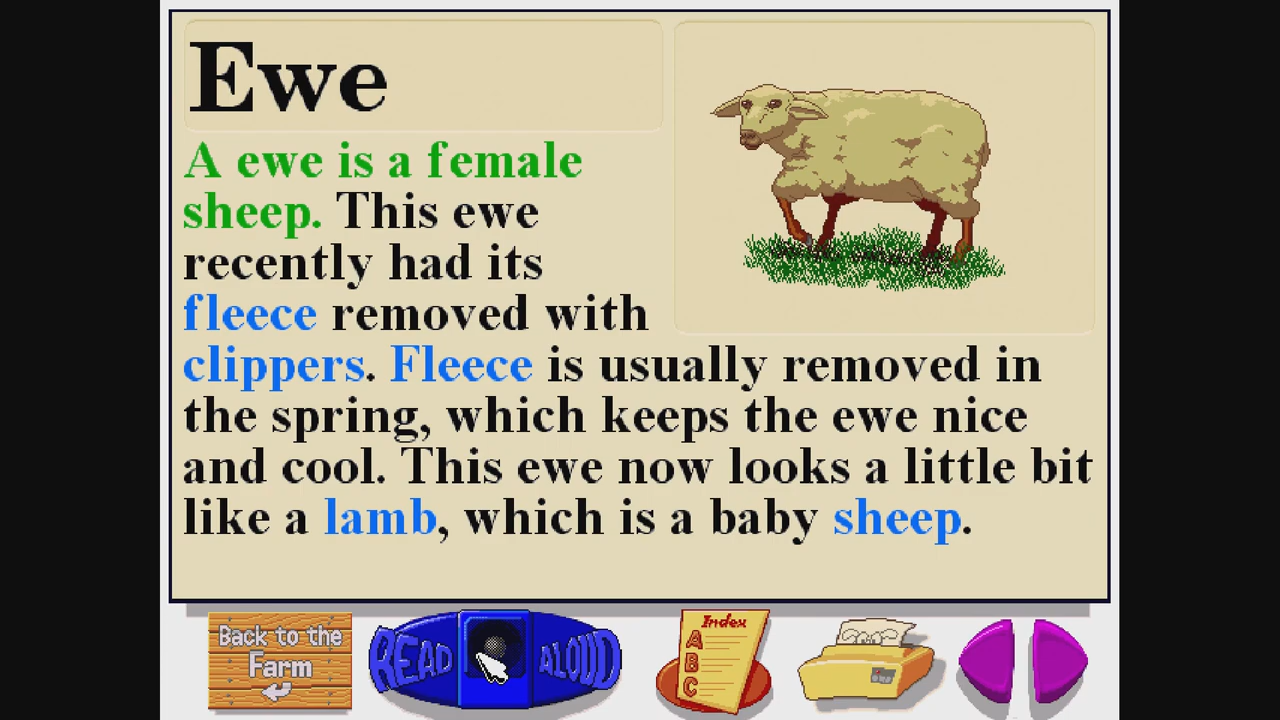 Ewe
A ewe is a female
sheep. This ewe
recently had its
fleece removed with
clippers. Fleece is usually removed in
the spring, which keeps the ewe nice
and cool. This ewe now looks a little bit
like a lamb, which is a baby sheep.
Back to the
Farm
READ ALOUD
Index
A
B
C